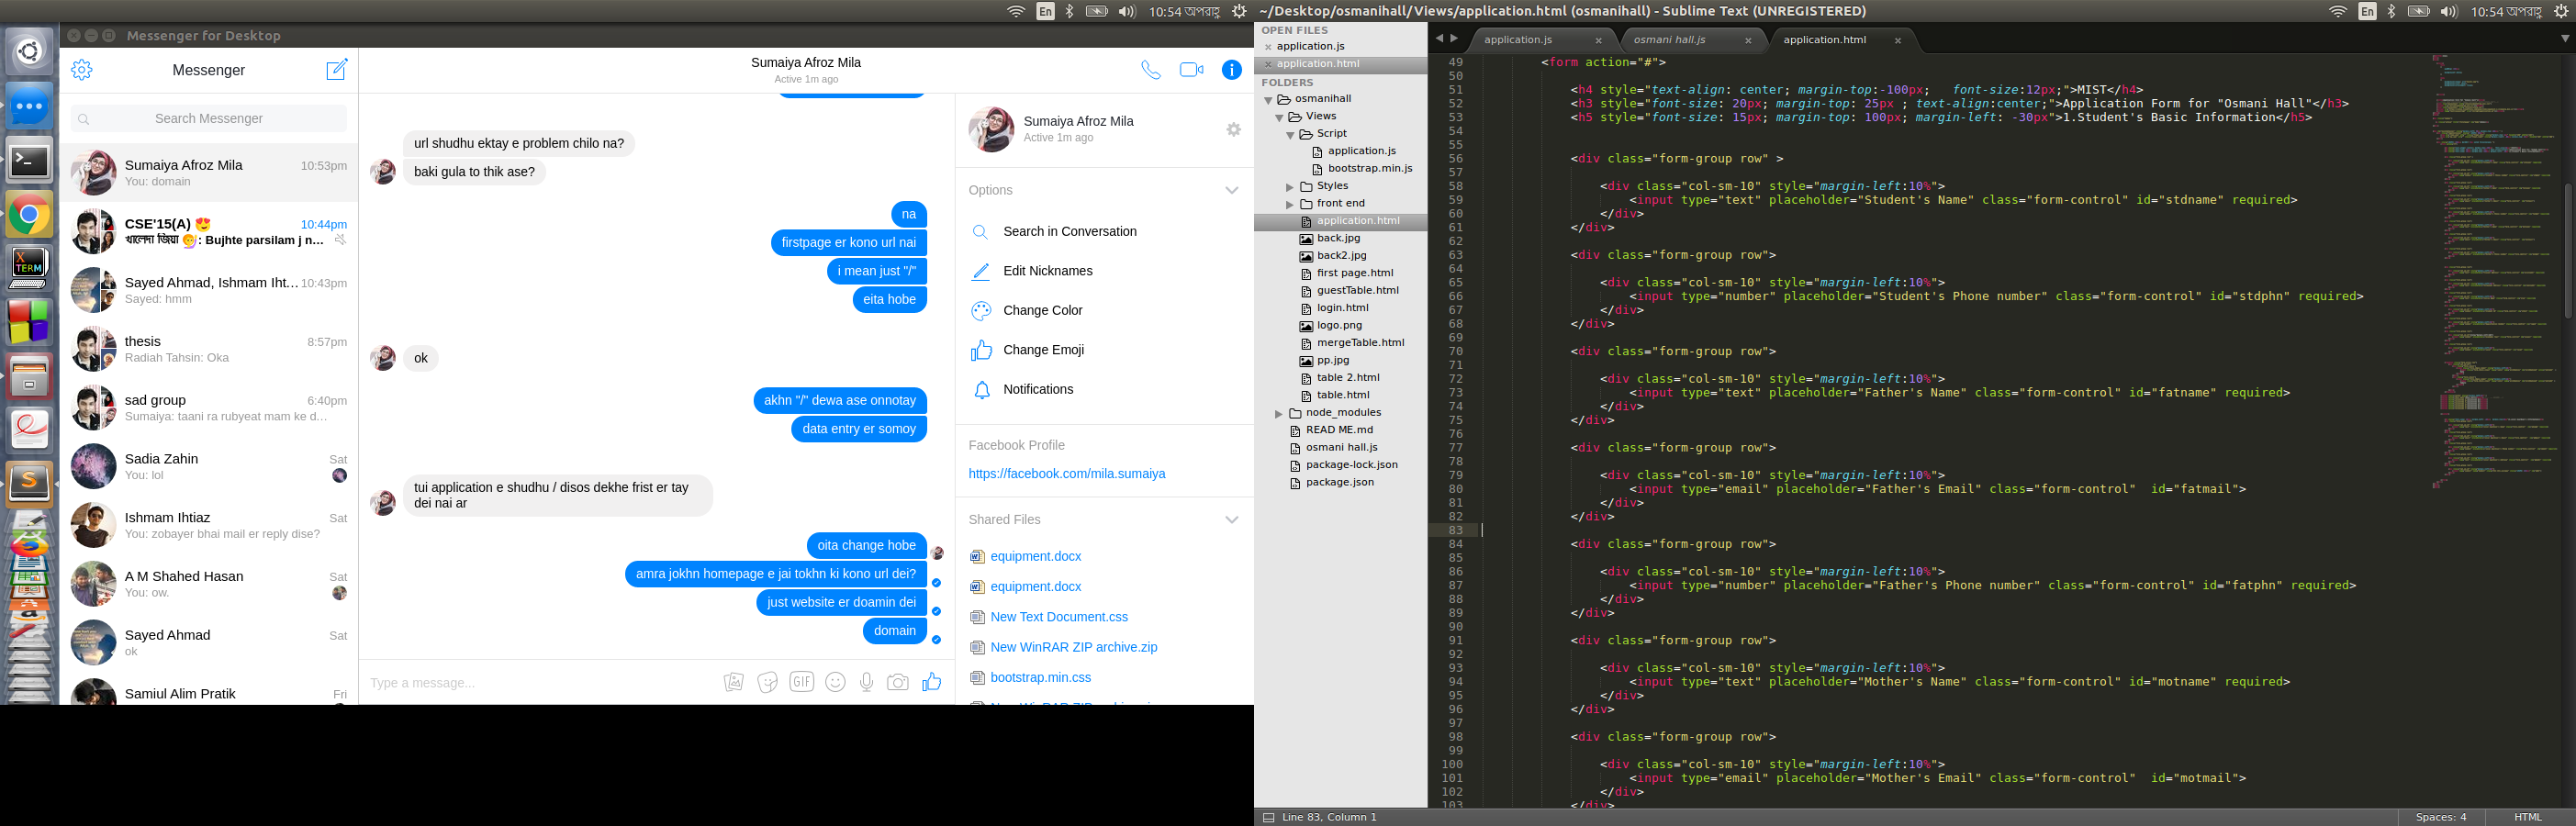 En
10:54 অপরাহ্ণ
~/Desktop/osmanihall/Views/application.html (osmanihall) - Sublime Text (UNREGISTERED)
En
10:54 অপরাহ্ণ
Messenger for Desktop
Messenger
Search Messenger
Sumaiya Afroz Mila
10:53pm
You: domain
CSE'15(A) 😍
10:44pm
খালেদা জিয়া : Bujhte parsilam j n...
Sayed Ahmad, Ishmam Iht...
10:43pm
Sayed: hmm
thesis
8:57pm
Radiah Tahsin: Oka
sad group
6:40pm
Sumaiya: taani ra rubyeat mam ke d...
Sadia Zahin
Sat
You: lol
Ishmam Ihtiaz
Sat
You: zobayer bhai mail er reply dise?
A M Shahed Hasan
Sat
You: ow.
Sayed Ahmad
Sat
ok
Samiul Alim Pratik
Fri
X
TERM
Sumaiya Afroz Mila
Active 1m ago
url shudhu ektay e problem chilo na?
baki gula to thik ase?
na
firstpage er kono url nai
i mean just "/"
eita hobe
ok
akhn "/" dewa ase onnotay
data entry er somoy
tui application e shudhu / disos dekhe frist er tay
dei nai ar
oita change hobe
amra jokhn homepage e jai tokhn ki kono url dei?
just website er doamin dei
domain
Type a message...
GIF
Sumaiya Afroz Mila
Active 1m ago
Options
Search in Conversation
Edit Nicknames
Change Color
Change Emoji
Notifications
Facebook Profile
https://facebook.com/mila.sumaiya
Shared Files
equipment.docx
equipment.docx
New Text Document.css
New WinRAR ZIP archive.zip
bootstrap.min.css
OPEN FILES
application.js
application.html
FOLDERS
osmanihall
Views
Script
application.js
bootstrap.min.js
Styles
front end
application.html
back.jpg
back2.jpg
first page.html
guestTable.html
login.html
logo.png
mergeTable.html
pp.jpg
table 2.html
table.html
node_modules
READ ME.md
osmani hall.js
package-lock.json
package.json
application.js
osmani hall.js
application.html
49 <form action="#">
50
51 <h4 style="text-align: center; margin-top:-100px;   font-size:12px;">MIST</h4>
52 <h3 style="font-size: 20px; margin-top: 25px ; text-align:center;">Application Form for "Osmani Hall"</h3>
53 <h5 style="font-size: 15px; margin-top: 100px; margin-left: -30px">1.Student's Basic Information</h5>
54
55
56 <div class="form-group row" >
57
58 <div class="col-sm-10" style="margin-left:10%">
59 <input type="text" placeholder="Student's Name" class="form-control" id="stdname" required>
60 </div>
61 </div>
62
63 <div class="form-group row">
64
65 <div class="col-sm-10" style="margin-left:10%">
66 <input type="number" placeholder="Student's Phone number" class="form-control" id="stdphn" required>
67 </div>
68 </div>
69
70 <div class="form-group row">
71
72 <div class="col-sm-10" style="margin-left:10%">
73 <input type="text" placeholder="Father's Name" class="form-control" id="fatname" required>
74 </div>
75 </div>
76
77 <div class="form-group row">
78
79 <div class="col-sm-10" style="margin-left:10%">
80 <input type="email" placeholder="Father's Email" class="form-control"  id="fatmail">
81 </div>
82 </div>
83
84 <div class="form-group row">
85
86 <div class="col-sm-10" style="margin-left:10%">
87 <input type="number" placeholder="Father's Phone number" class="form-control" id="fatphn" required>
88 </div>
89 </div>
90
91 <div class="form-group row">
92
93 <div class="col-sm-10" style="margin-left:10%">
94 <input type="text" placeholder="Mother's Name" class="form-control" id="motname" required>
95 </div>
96 </div>
97
98 <div class="form-group row">
99
100 <div class="col-sm-10" style="margin-left:10%">
101 <input type="email" placeholder="Mother's Email" class="form-control"  id="motmail">
102 </div>
103 </div>
Line 83, Column 1
Spaces: 4
HTML